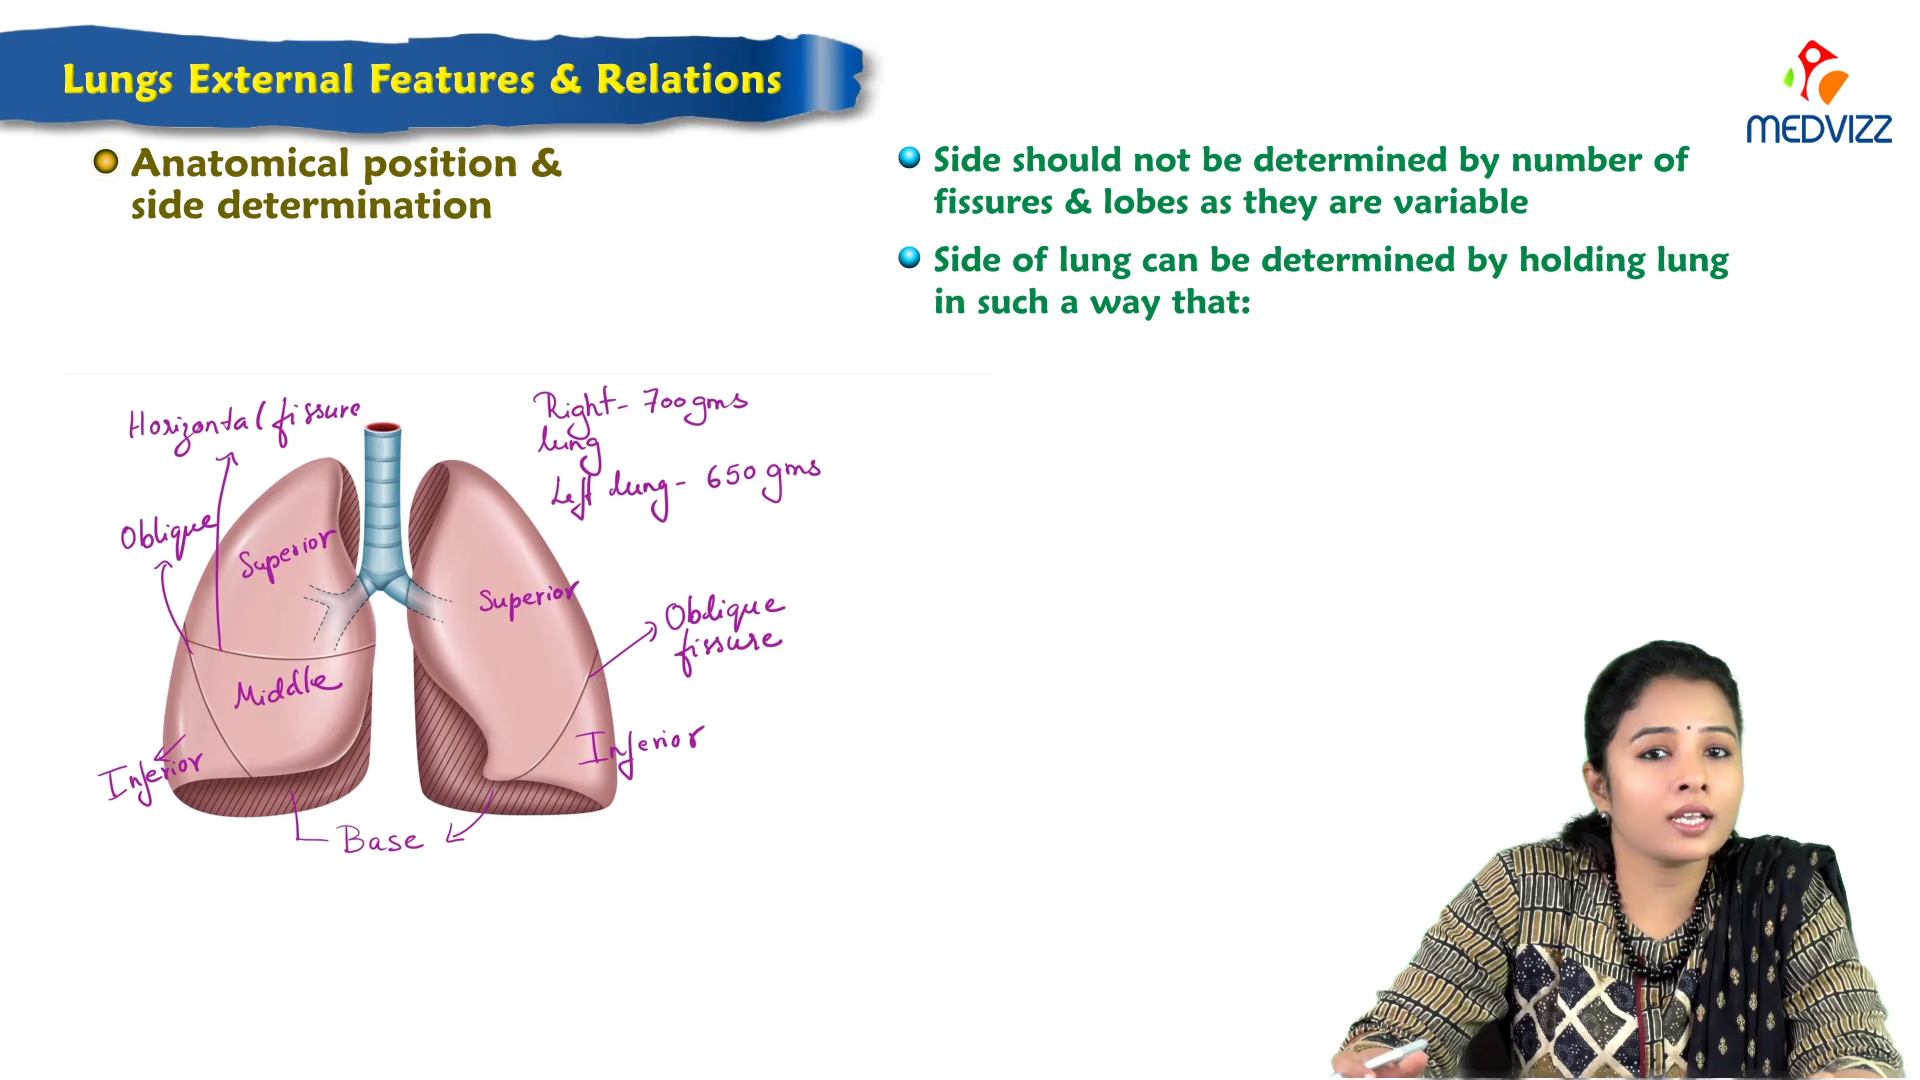 Lungs External Features & Relations
MEDVIZZ
Anatomical position &
side determination
Side should not be determined by number of
fissures & lobes as they are variable
Side of lung can be determined by holding lung
in such a way that:
Horizontal fissure
Right- 700gms
lung
Left lung- 650 gms
Oblique
Superior
Superior
Oblique
fissure
Middle
Inferior
Inferior
Base